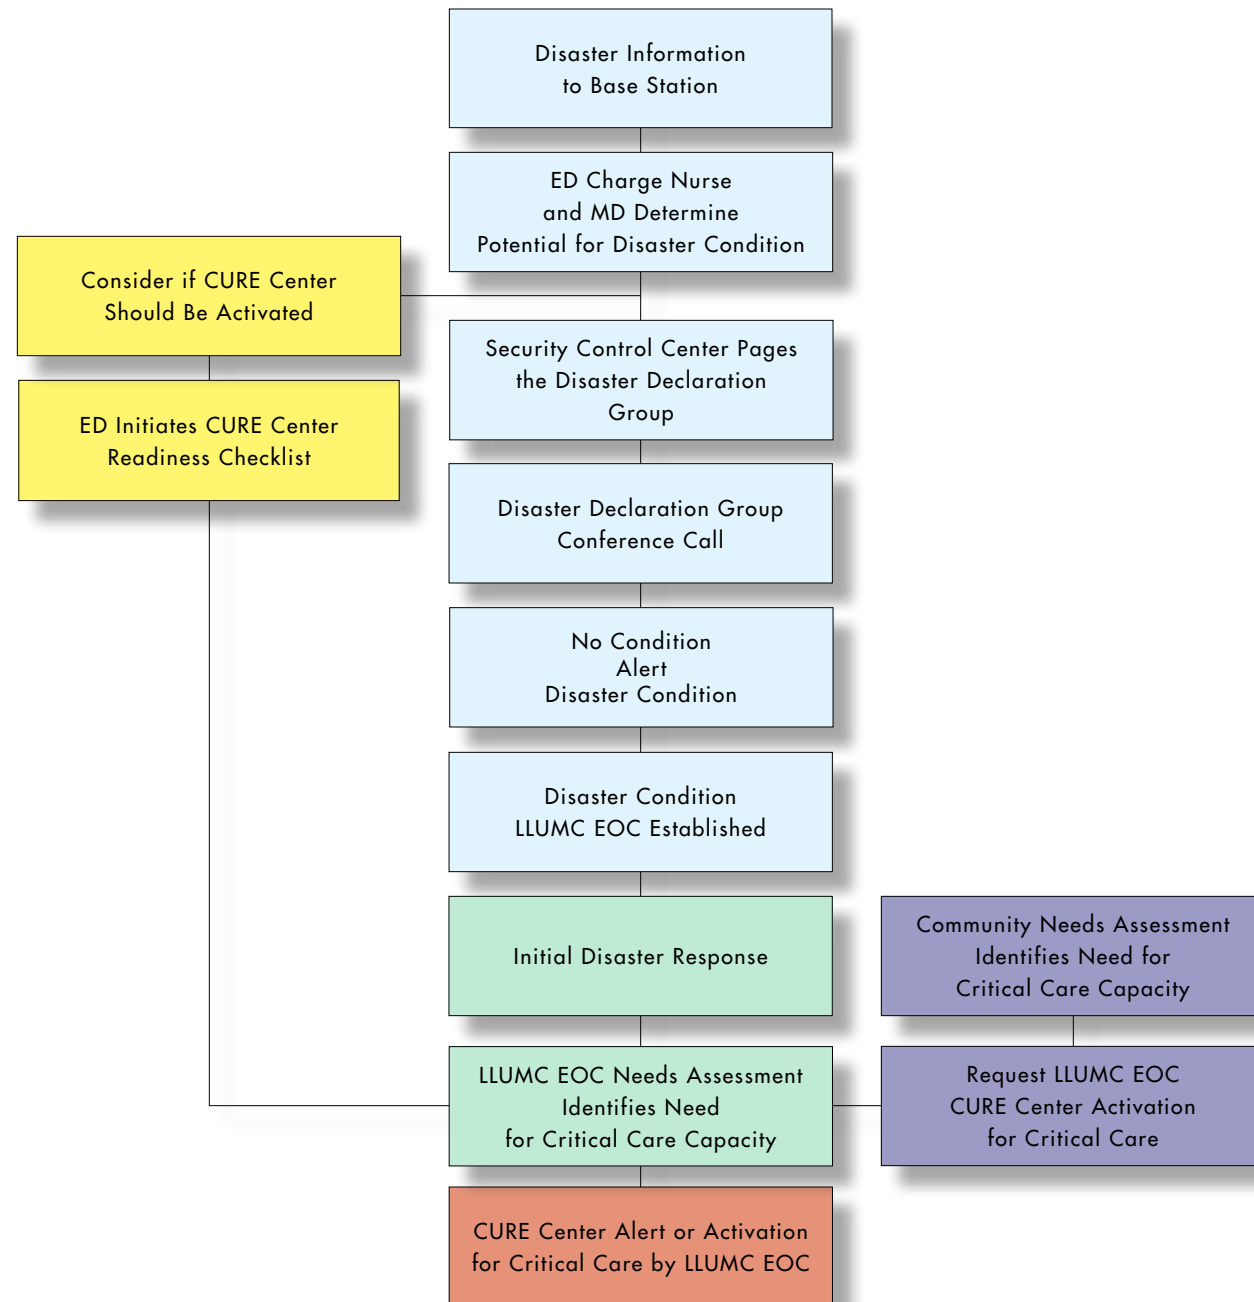 Disaster Information
to Base Station
ED Charge Nurse
and MD Determine
Potential for Disaster Condition
Consider if CURE Center
Should Be Activated
ED Initiates CURE Center
Readiness Checklist
Security Control Center Pages
the Disaster Declaration
Group
Disaster Declaration Group
Conference Call
No Condition
Alert
Disaster Condition
Disaster Condition
LLUMC EOC Established
Initial Disaster Response
Community Needs Assessment
Identifies Need for
Critical Care Capacity
LLUMC EOC Needs Assessment
Identifies Need
for Critical Care Capacity
Request LLUMC EOC
CURE Center Activation
for Critical Care
CURE Center Alert or Activation
for Critical Care by LLUMC EOC